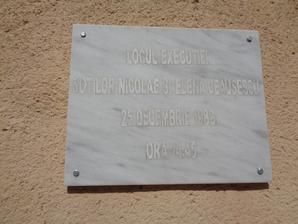 LOCUL EXECUTIEI
SOTILOR NICOLAE SI ELENA CEAUSESCU
25 DECEMBRIE 1989
ORA